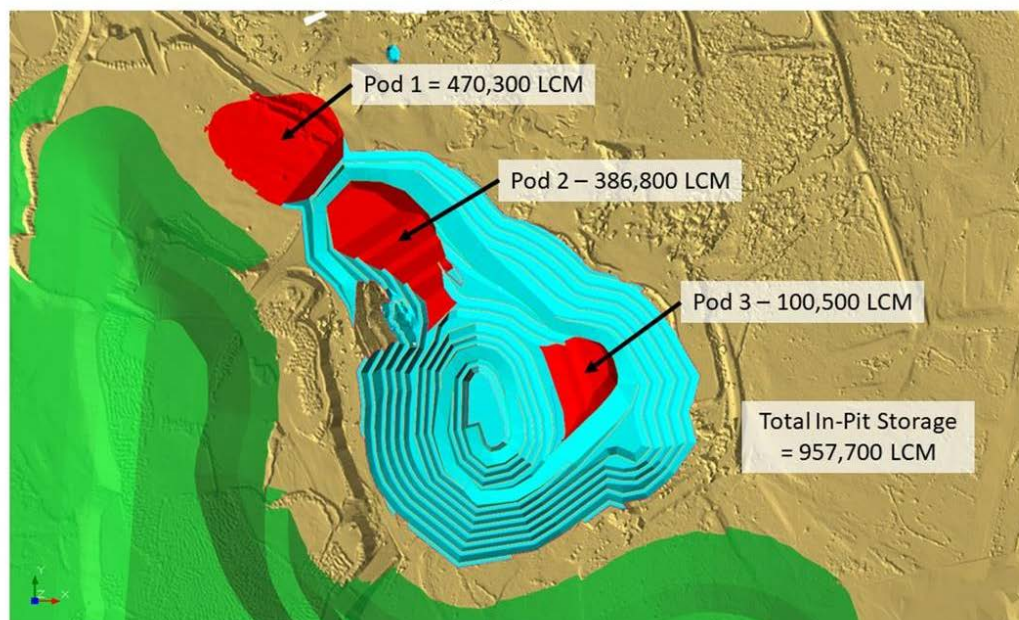 Pod 1 = 470,300 LCM
Pod 2 – 386,800 LCM
Pod 3 – 100,500 LCM
Total In-Pit Storage
= 957,700 LCM
Y
Z
X